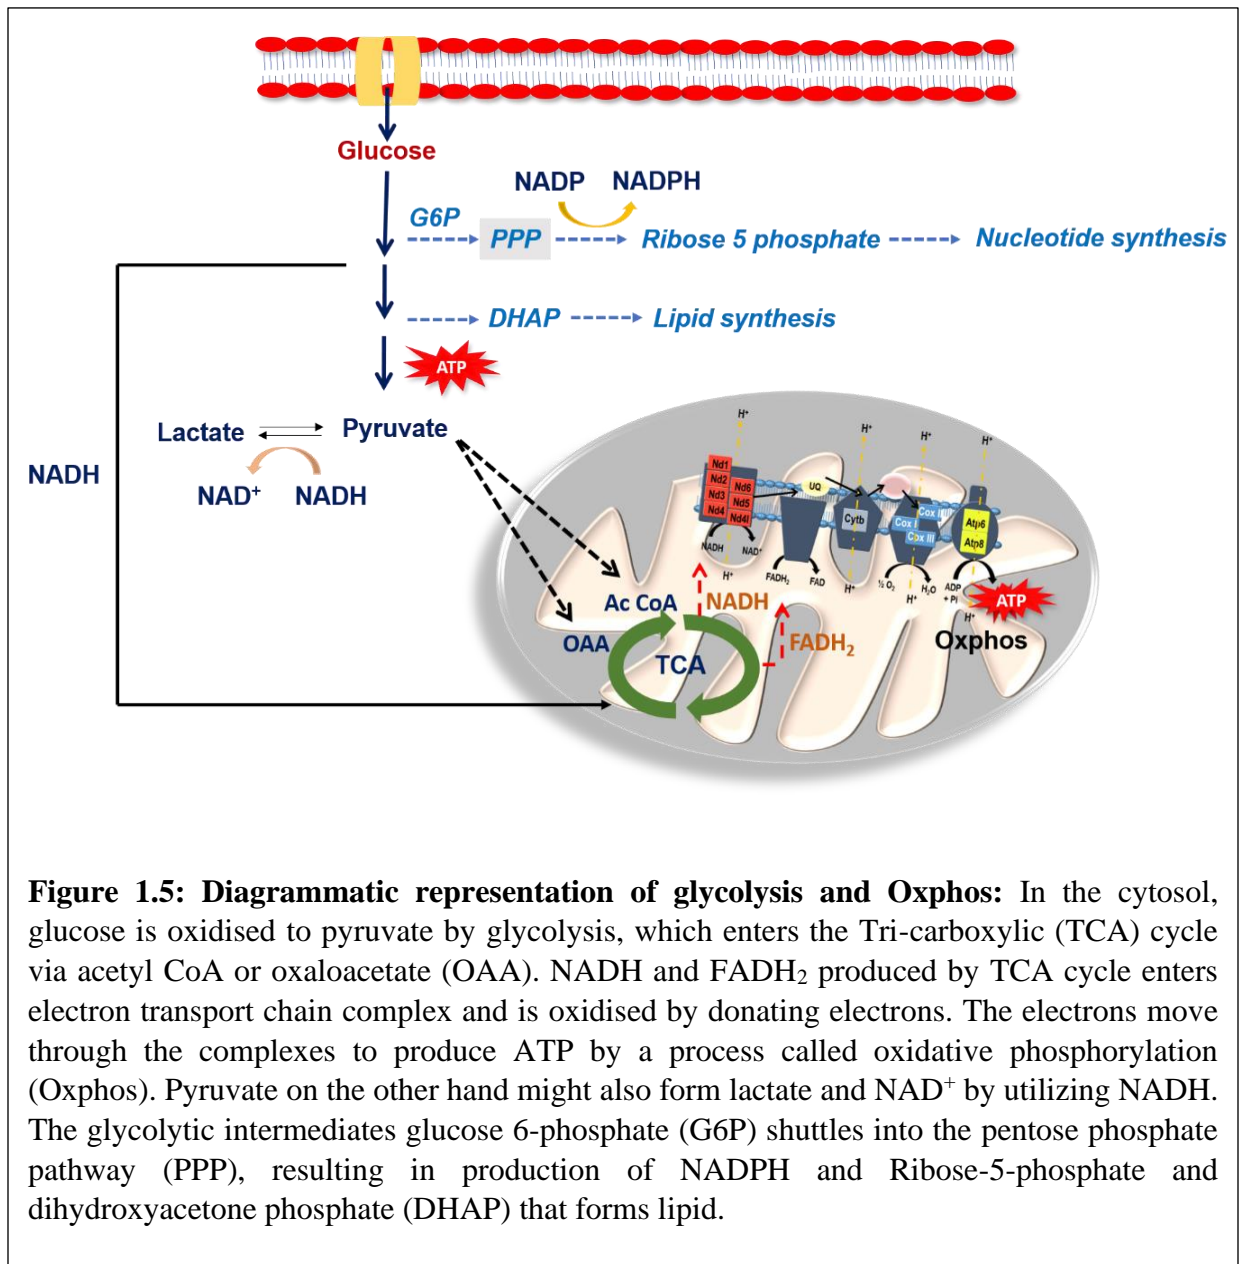 Glucose
NADP NADPH
G6P
PPP Ribose 5 phosphate Nucleotide synthesis
DHAP Lipid synthesis
ATP
Lactate Pyruvate
NADH
NAD⁺ NADH
H⁺ H⁺ H⁺ H⁺
Nd1
Nd2 Nd6
Nd3 Nd5
Nd4 Nd4l
UQ
Cytb
Cox I
Cox III
Atp6
Atp8
NADH NAD⁺
FADH₂ FAD
½ O₂ H₂O
ADP
+ Pi
ATP
H⁺ H⁺ H⁺ H⁺
Oxphos
Ac CoA NADH
OAA TCA FADH₂
Figure 1.5: Diagrammatic representation of glycolysis and Oxphos: In the cytosol,
glucose is oxidised to pyruvate by glycolysis, which enters the Tri-carboxylic (TCA) cycle
via acetyl CoA or oxaloacetate (OAA). NADH and FADH₂ produced by TCA cycle enters
electron transport chain complex and is oxidised by donating electrons. The electrons move
through the complexes to produce ATP by a process called oxidative phosphorylation
(Oxphos). Pyruvate on the other hand might also form lactate and NAD⁺ by utilizing NADH.
The glycolytic intermediates glucose 6-phosphate (G6P) shuttles into the pentose phosphate
pathway (PPP), resulting in production of NADPH and Ribose-5-phosphate and
dihydroxyacetone phosphate (DHAP) that forms lipid.